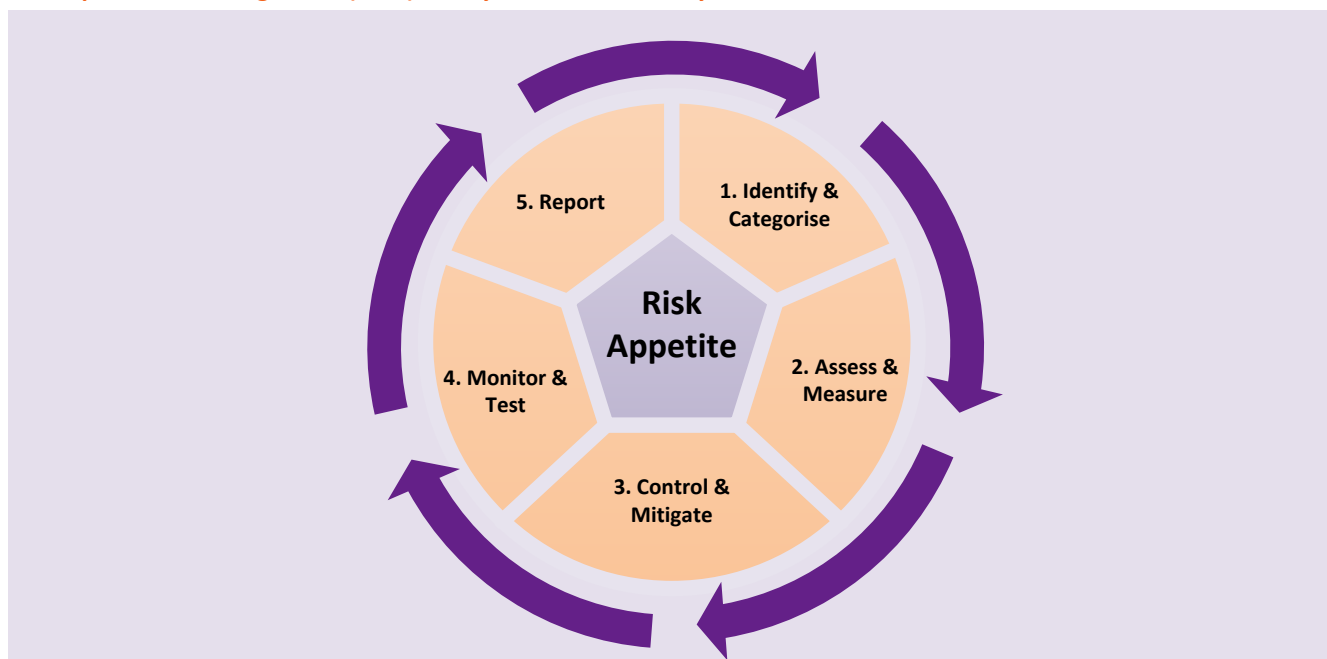 1. Identify &
Categorise
2. Assess &
Measure
3. Control &
Mitigate
4. Monitor &
Test
5. Report
Risk
Appetite